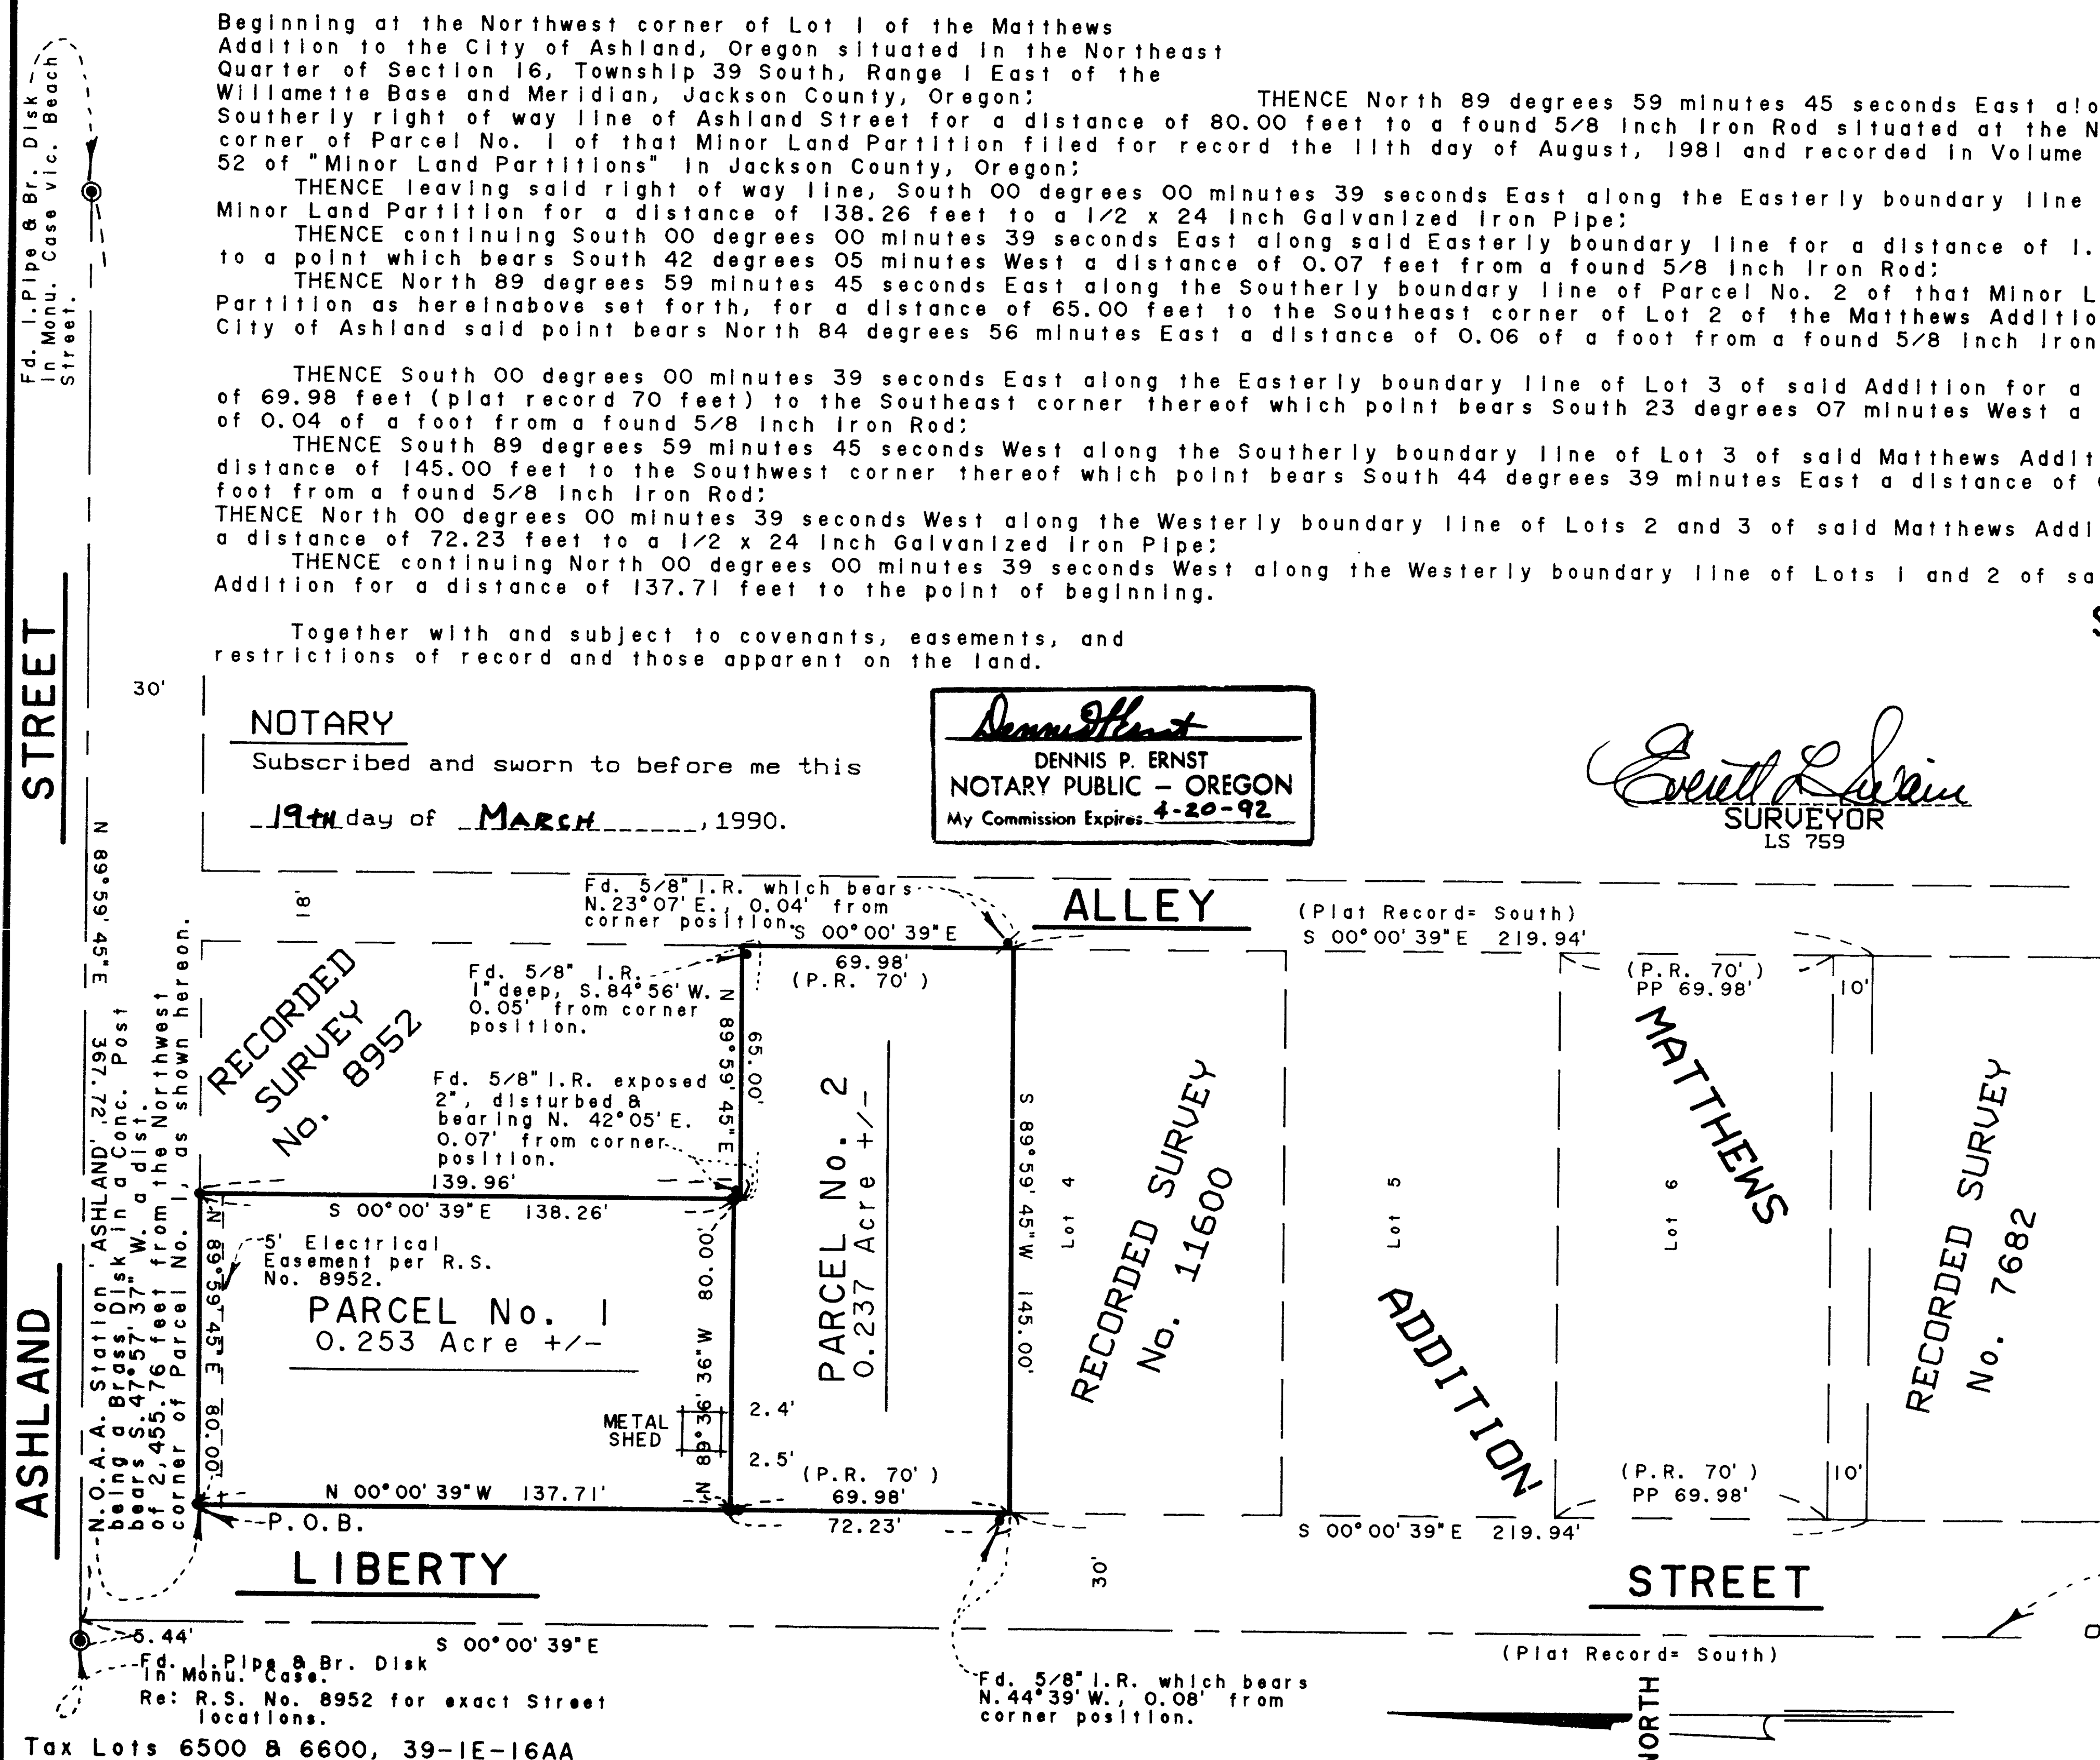 Beginning at the Northwest corner of Lot 1 of the Matthews
Addition to the City of Ashland, Oregon situated in the Northeast
Quarter of Section 16, Township 39 South, Range 1 East of the
Willamette Base and Meridian, Jackson County, Oregon; THENCE North 89 degrees 59 minutes 45 seconds East alo
Southerly right of way line of Ashland Street for a distance of 80.00 feet to a found 5/8 inch Iron Rod situated at the N
corner of Parcel No. 1 of that Minor Land Partition filed for record the 11th day of August, 1981 and recorded in Volume
52 of "Minor Land Partitions" in Jackson County, Oregon;
THENCE leaving said right of way line, South 00 degrees 00 minutes 39 seconds East along the Easterly boundary line
Minor Land Partition for a distance of 138.26 feet to a 1/2 x 24 inch Galvanized Iron Pipe;
THENCE continuing South 00 degrees 00 minutes 39 seconds East along said Easterly boundary line for a distance of 1.
to a point which bears South 42 degrees 05 minutes West a distance of 0.07 feet from a found 5/8 inch Iron Rod;
THENCE North 89 degrees 59 minutes 45 seconds East along the Southerly boundary line of Parcel No. 2 of that Minor L
Partition as hereinabove set forth, for a distance of 65.00 feet to the Southeast corner of Lot 2 of the Matthews Additio
City of Ashland said point bears North 84 degrees 56 minutes East a distance of 0.06 of a foot from a found 5/8 inch Iron
THENCE South 00 degrees 00 minutes 39 seconds East along the Easterly boundary line of Lot 3 of said Addition for a
of 69.98 feet (plat record 70 feet) to the Southeast corner thereof which point bears South 23 degrees 07 minutes West a
of 0.04 of a foot from a found 5/8 inch Iron Rod;
THENCE South 89 degrees 59 minutes 45 seconds West along the Southerly boundary line of Lot 3 of said Matthews Addit
distance of 145.00 feet to the Southwest corner thereof which point bears South 44 degrees 39 minutes East a distance of
foot from a found 5/8 inch Iron Rod;
THENCE North 00 degrees 00 minutes 39 seconds West along the Westerly boundary line of Lots 2 and 3 of said Matthews Addi
a distance of 72.23 feet to a 1/2 x 24 inch Galvanized Iron Pipe;
THENCE continuing North 00 degrees 00 minutes 39 seconds West along the Westerly boundary line of Lots 1 and 2 of sa
Addition for a distance of 137.71 feet to the point of beginning.
Together with and subject to covenants, easements, and
restrictions of record and those apparent on the land.
Fd. I.Pipe & Br. Disk
in Monu. Case vic. Beach
Street.
30'
NOTARY
Subscribed and sworn to before me this
19TH day of MARCH, 1990.
Dennis P. Ernst
DENNIS P. ERNST
NOTARY PUBLIC – OREGON
My Commission Expires 4-20-92
Everett L Swain
SURVEYOR
LS 759
ASHLAND STREET
N 89°59'45"E 367.72'
N.O.A.A. Station 'ASHLAND',
being a Brass Disk in a Conc. Post
bears S.47°57'37" W. a dist.
of 2,455.76 feet from the Northwest
corner of Parcel No. 1, as shown hereon.
18'
ALLEY
Fd. 5/8" I.R. which bears
N.23°07'E., 0.04' from
corner position.
S 00°00'39"E
69.98'
(P.R. 70')
(Plat Record= South)
S 00°00'39"E 219.94'
(P.R. 70')
PP 69.98'
10'
RECORDED
SURVEY
No. 8952
Fd. 5/8" I.R.
1" deep, S.84°56'W.
0.05' from corner
position.
N 89°59'45"E
65.00'
Fd. 5/8" I.R. exposed
2", disturbed &
bearing N. 42°05'E.
0.07' from corner
position.
139.96'
S 00°00'39"E 138.26'
N 89°59'45"E 80.00'
5' Electrical
Easement per R.S.
No. 8952.
PARCEL No. 1
0.253 Acre +/-
N 89°36'36"W 80.00'
METAL
SHED
2.4'
2.5'
PARCEL No. 2
0.237 Acre +/-
S 89°59'45"W 145.00'
Lot 4
RECORDED SURVEY
No. 11600
Lot 5
MATTHEWS
ADDITION
Lot 6
RECORDED SURVEY
No. 7682
N 00°00'39"W 137.71'
P.O.B.
(P.R. 70')
69.98'
72.23'
(P.R. 70')
PP 69.98'
10'
S 00°00'39"E 219.94'
LIBERTY STREET
30'
5.44'
S 00°00'39"E
(Plat Record= South)
Fd. I.Pipe & Br. Disk
in Monu. Case.
Re: R.S. No. 8952 for exact Street
locations.
Fd. 5/8" I.R. which bears
N.44°39'W., 0.08' from
corner position.
NORTH
Tax Lots 6500 & 6600, 39-1E-16AA